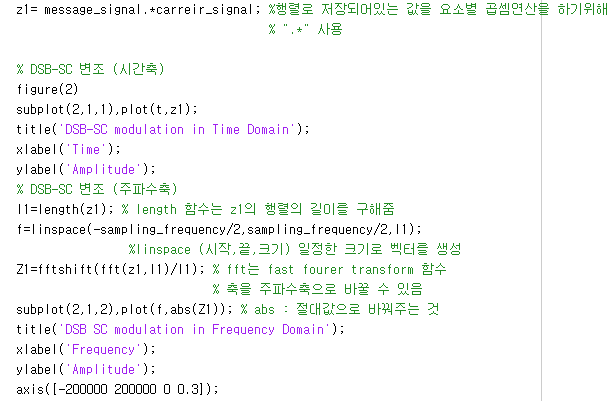 z1= message_signal.*carreir_signal; %행렬로 저장되어있는 값을 요소별 곱셈연산을 하기위해
% ".*" 사용
% DSB-SC 변조 (시간축)
figure(2)
subplot(2,1,1),plot(t,z1);
title('DSB-SC modulation in Time Domain');
xlabel('Time');
ylabel('Amplitude');
% DSB-SC 변조 (주파수축)
l1=length(z1); % length 함수는 z1의 행렬의 길이를 구해줌
f=linspace(-sampling_frequency/2,sampling_frequency/2,l1);
%linspace (시작,끝,크기) 일정한 크기로 벡터를 생성
Z1=fftshift(fft(z1,l1)/l1); % fft는 fast fourer transform 함수
% 축을 주파수축으로 바꿀 수 있음
subplot(2,1,2),plot(f,abs(Z1)); % abs : 절대값으로 바꿔주는 것
title('DSB SC modulation in Frequency Domain');
xlabel('Frequency');
ylabel('Amplitude');
axis([-200000 200000 0 0.3]);